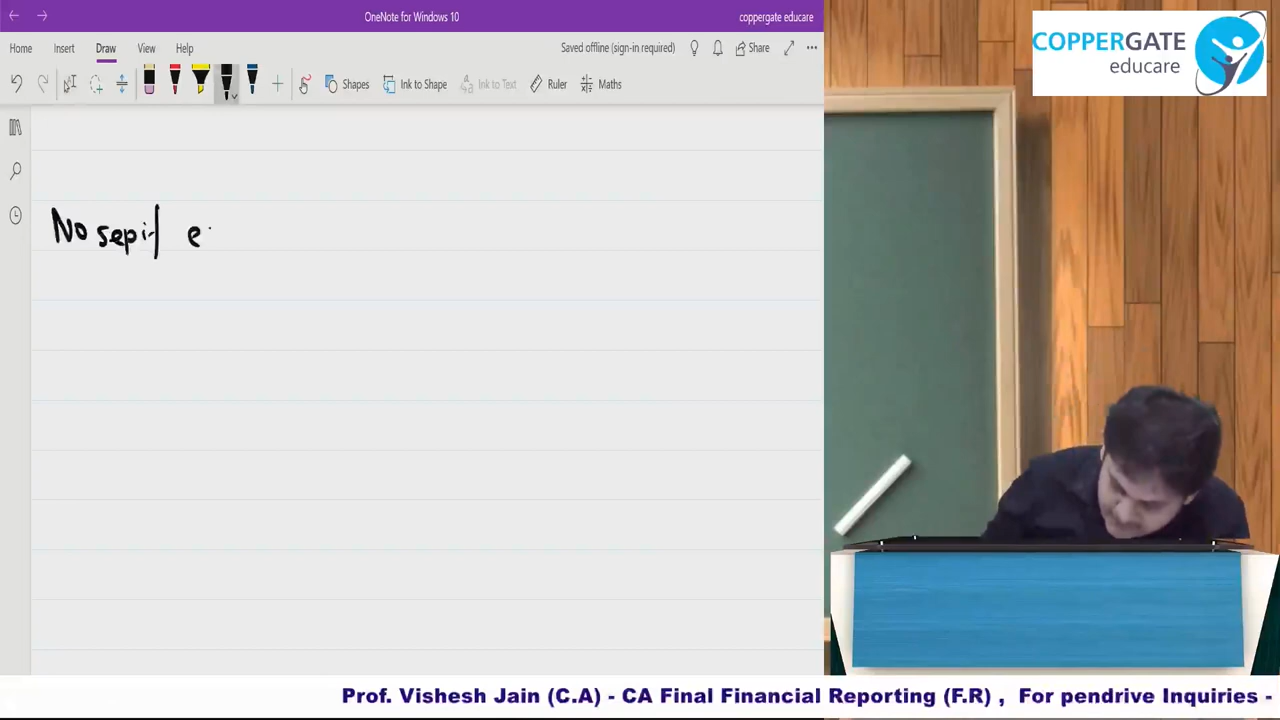 OneNote for Windows 10
coppergate educare
Home Insert Draw View Help
Saved offline (sign-in required)
Share
Shapes
Ink to Shape
Ink to Text
Ruler
Maths
COPPERGATE
educare
No e
Prof. Vishesh Jain (C.A) - CA Final Financial Reporting (F.R) , For pendrive Inquiries -